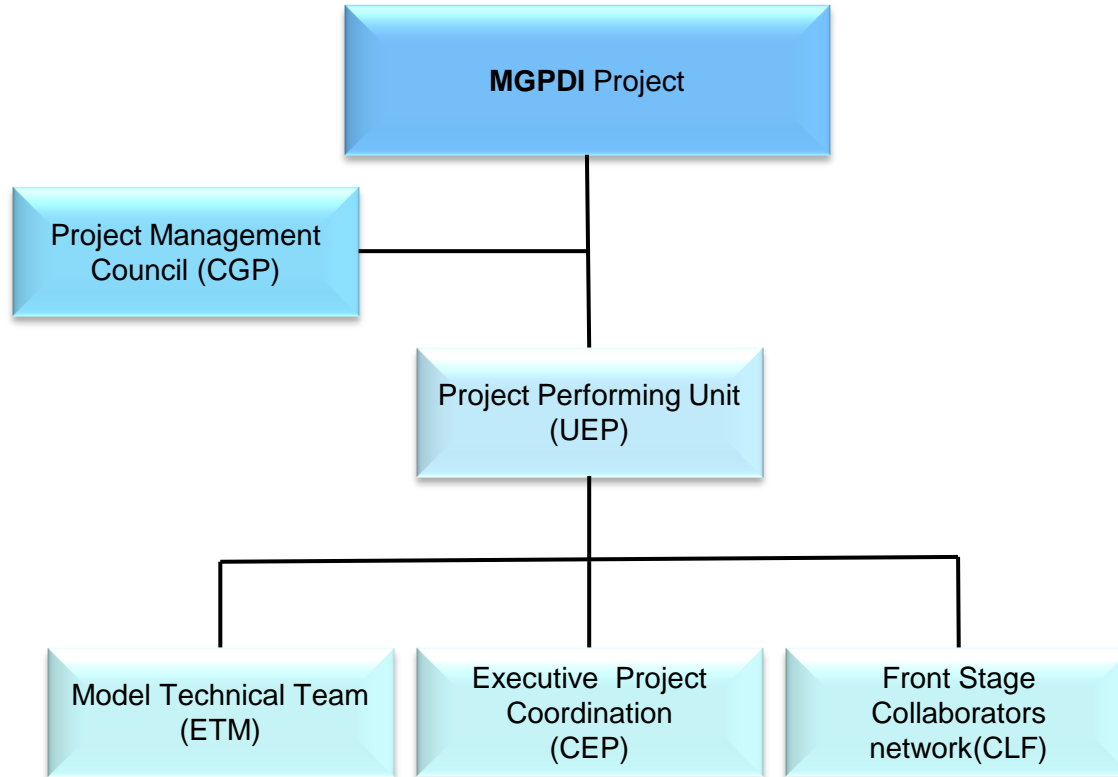 MGPDI Project
Project Management
Council (CGP)
Project Performing Unit
(UEP)
Model Technical Team
(ETM)
Executive Project
Coordination
(CEP)
Front Stage
Collaborators
network(CLF)